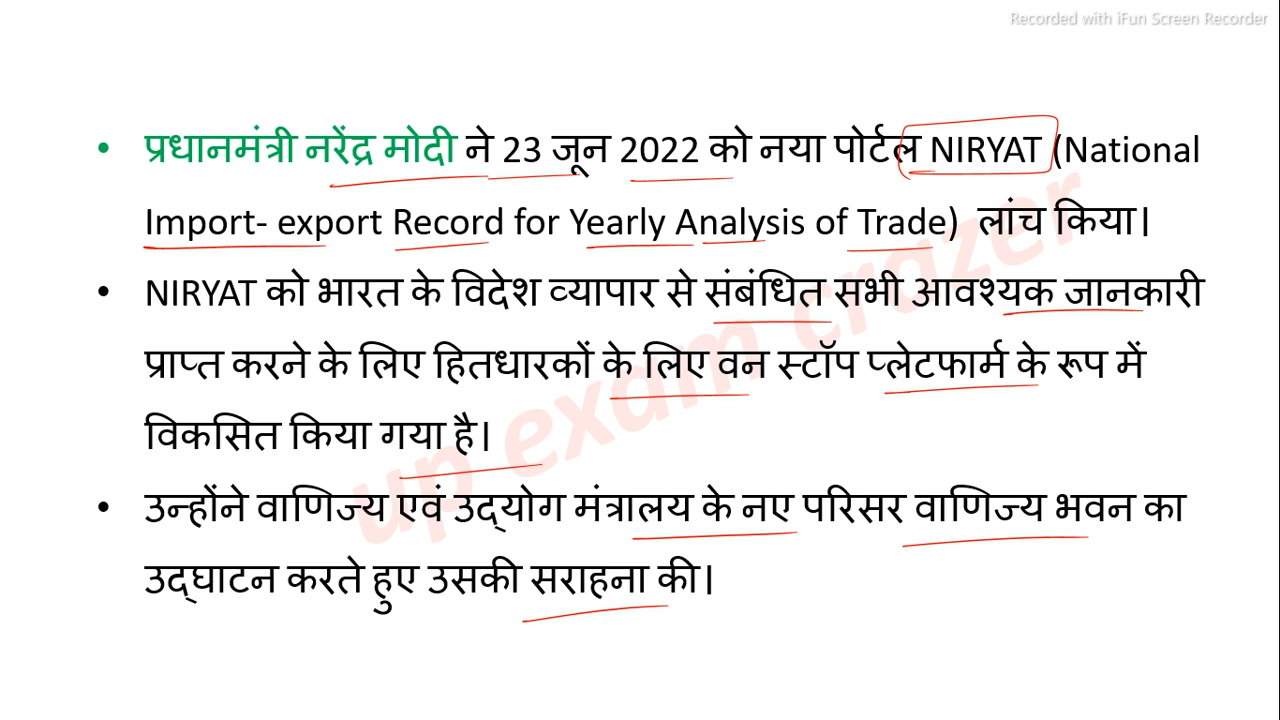 Recorded with iFun Screen Recorder
• प्रधानमंत्री नरेंद्र मोदी ने 23 जून 2022 को नया पोर्टल NIRYAT (National
Import- export Record for Yearly Analysis of Trade) लांच किया।
• NIRYAT को भारत के विदेश व्यापार से संबंधित सभी आवश्यक जानकारी
प्राप्त करने के लिए हितधारकों के लिए वन स्टॉप प्लेटफार्म के रूप में
विकसित किया गया है।
• उन्होंने वाणिज्य एवं उद्योग मंत्रालय के नए परिसर वाणिज्य भवन का
उद्घाटन करते हुए उसकी सराहना की।
up exam crazer